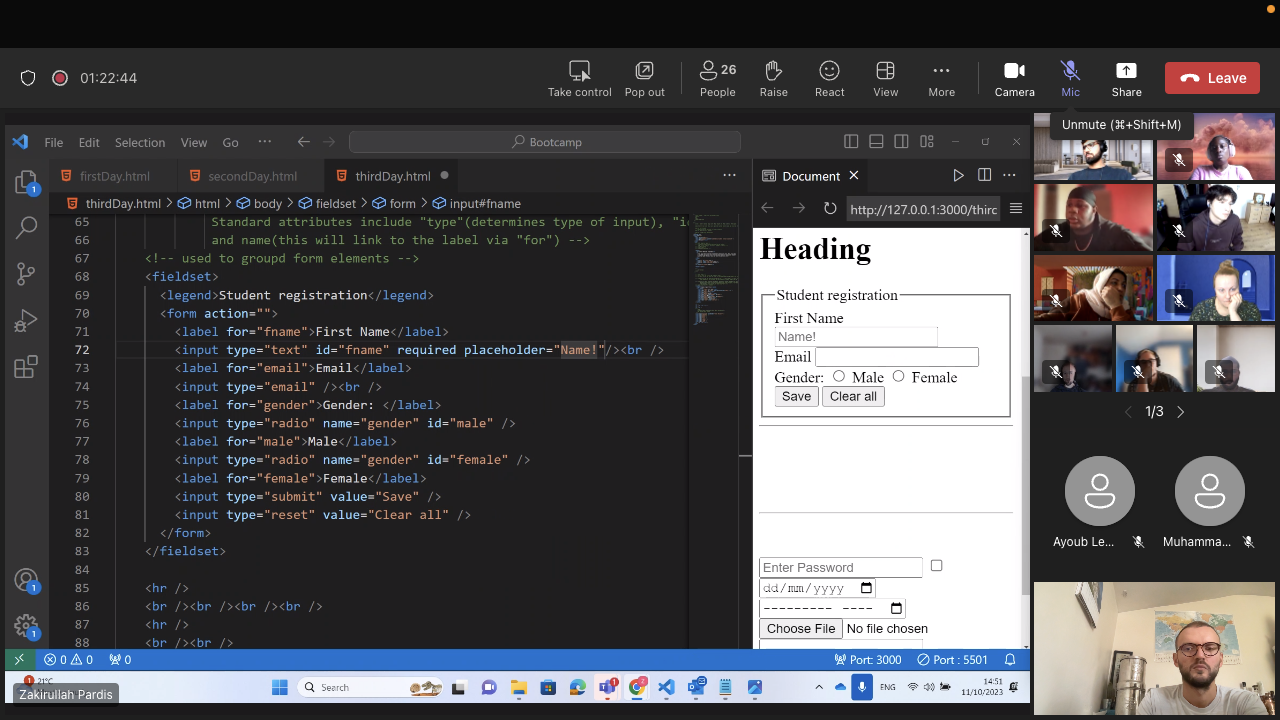 01:22:44
Take control
Pop out
26
People
Raise
React
View
More
Camera
Mic
Share
Leave
Unmute (⌘+Shift+M)
File Edit Selection View Go ···
Bootcamp
firstDay.html
secondDay.html
thirdDay.html
Document
thirdDay.html > html > body > fieldset > form > input#fname
http://127.0.0.1:3000/thirc
65 Standard attributes include "type"(determines type of input), "i
66 and name(this will link to the label via "for") -->
67 <!-- used to groupd form elements -->
68 <fieldset>
69 <legend>Student registration</legend>
70 <form action="">
71 <label for="fname">First Name</label>
72 <input type="text" id="fname" required placeholder="Name!"/><br />
73 <label for="email">Email</label>
74 <input type="email" /><br />
75 <label for="gender">Gender: </label>
76 <input type="radio" name="gender" id="male" />
77 <label for="male">Male</label>
78 <input type="radio" name="gender" id="female" />
79 <label for="female">Female</label>
80 <input type="submit" value="Save" />
81 <input type="reset" value="Clear all" />
82 </form>
83 </fieldset>
84
85 <hr />
86 <br /><br /><br /><br />
87 <hr />
88 <br /><br />
Heading
Student registration
First Name
Name!
Email
Gender: Male Female
Save Clear all
Enter Password
dd/mm/yyyy
--------- ----
Choose File No file chosen
1/3
Ayoub Le...
Muhamma...
1
1
1
0 0 0
Port: 3000
Port : 5501
1
21°C
Zakirullah Pardis
Search
1
2
ENG
14:51
11/10/2023